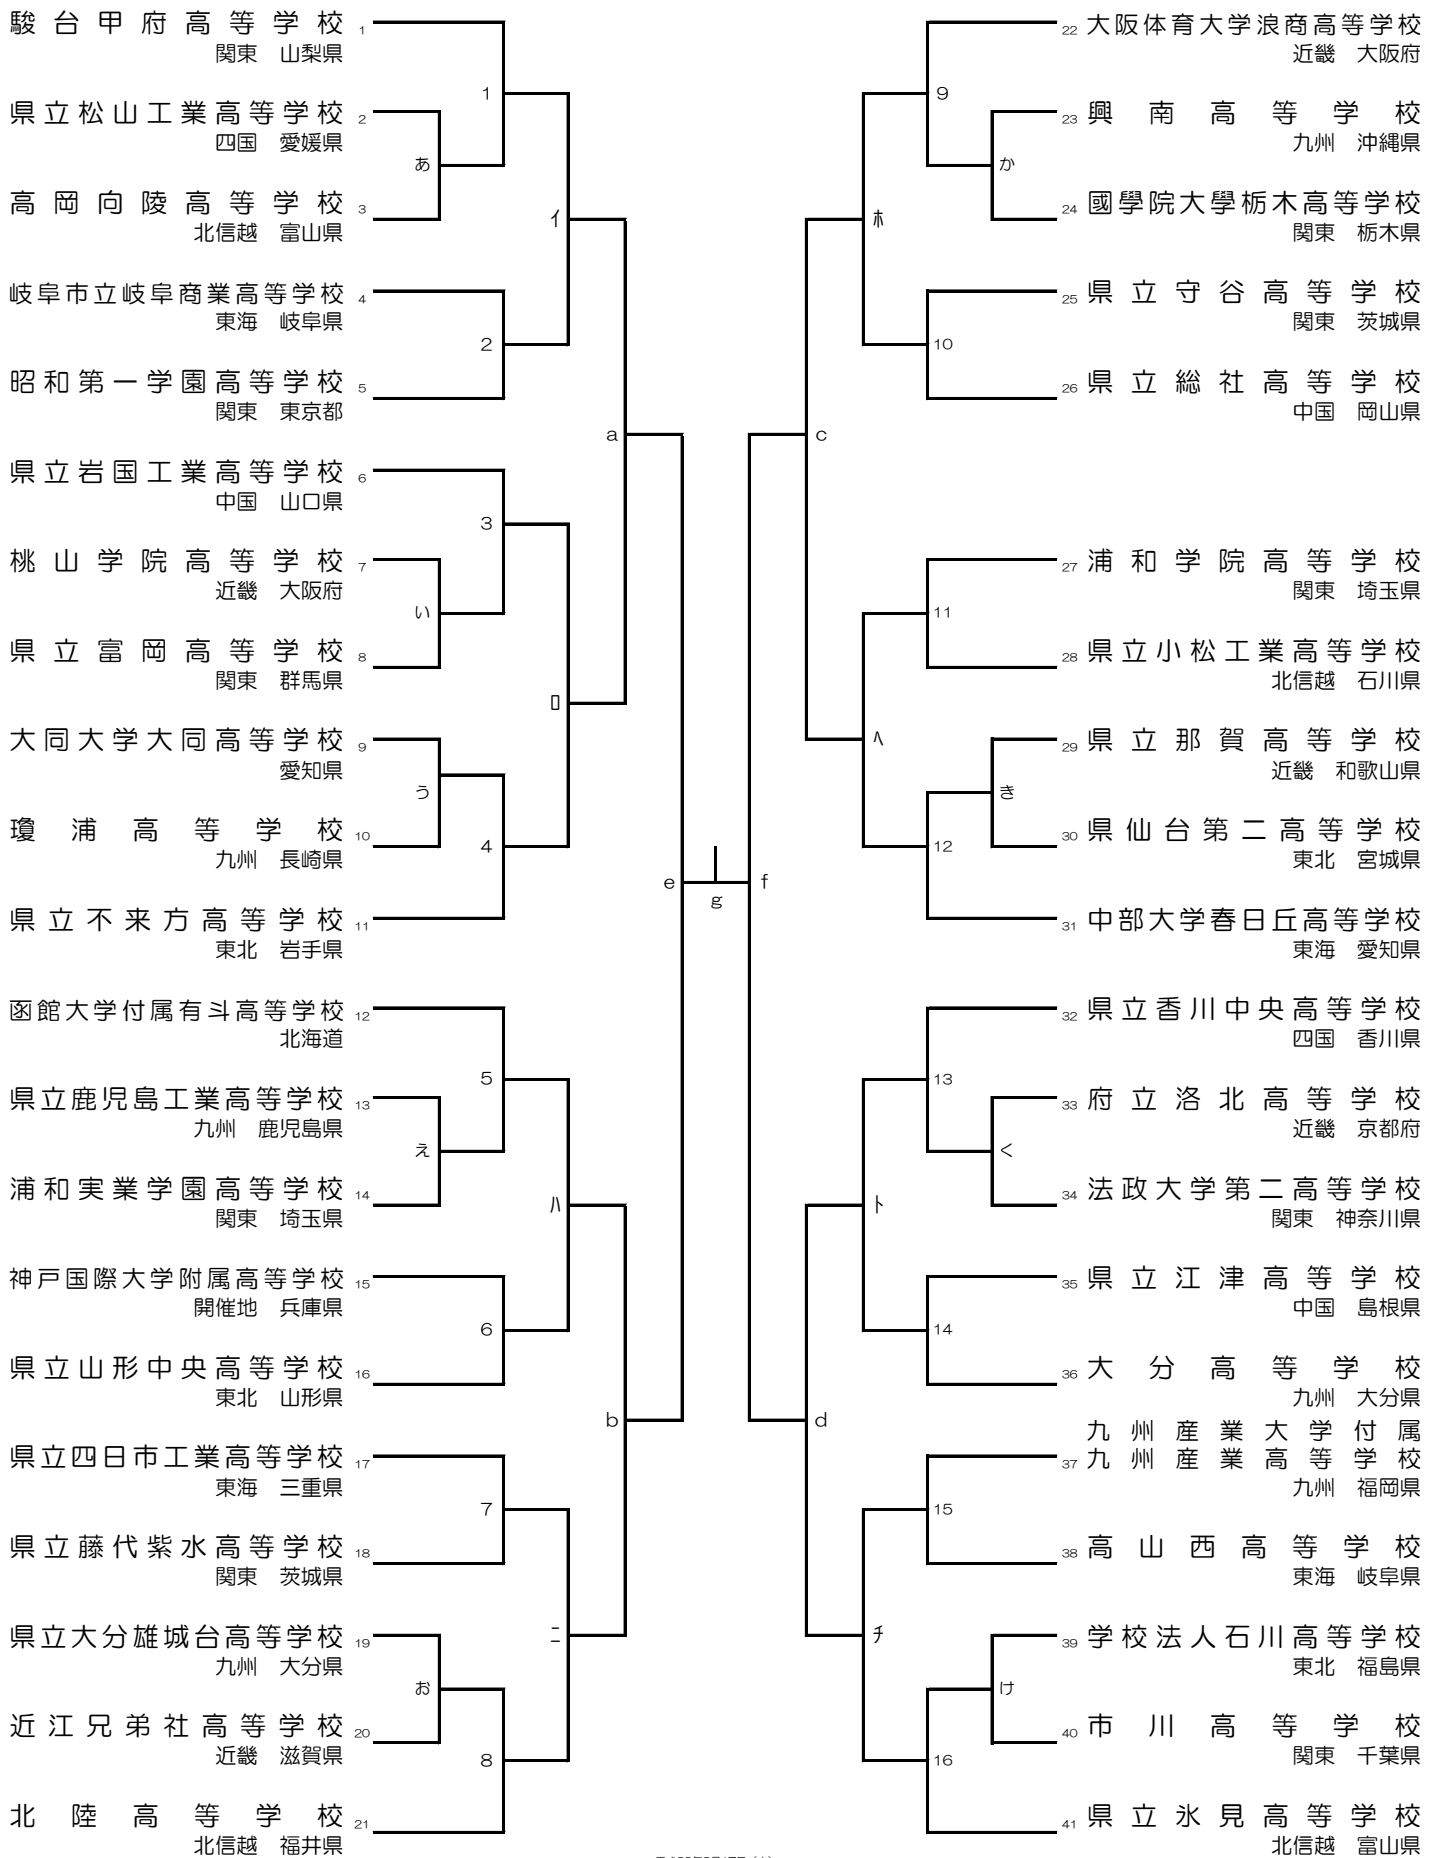 駿台甲府高等学校 1
関東 山梨県
県立松山工業高等学校 2
四国 愛媛県
高岡向陵高等学校 3
北信越 富山県
岐阜市立岐阜商業高等学校 4
東海 岐阜県
昭和第一学園高等学校 5
関東 東京都
県立岩国工業高等学校 6
中国 山口県
桃山学院高等学校 7
近畿 大阪府
県立富岡高等学校 8
関東 群馬県
大同大学大同高等学校 9
愛知県
瓊浦高等学校 10
九州 長崎県
県立不来方高等学校 11
東北 岩手県
函館大学付属有斗高等学校 12
北海道
県立鹿児島工業高等学校 13
九州 鹿児島県
浦和実業学園高等学校 14
関東 埼玉県
神戸国際大学附属高等学校 15
開催地 兵庫県
県立山形中央高等学校 16
東北 山形県
県立四日市工業高等学校 17
東海 三重県
県立藤代紫水高等学校 18
関東 茨城県
県立大分雄城台高等学校 19
九州 大分県
近江兄弟社高等学校 20
近畿 滋賀県
北陸高等学校 21
北信越 福井県
あ
い
う
え
お
1
2
3
4
5
6
7
8
イ
ロ
ハ
ニ
a
b
e
g
f
c
d
ホ
ヘ
ト
チ
9
10
11
12
13
14
15
16
か
き
く
け
22 大阪体育大学浪商高等学校
近畿 大阪府
23 興南高等学校
九州 沖縄県
24 國學院大學栃木高等学校
関東 栃木県
25 県立守谷高等学校
関東 茨城県
26 県立総社高等学校
中国 岡山県
27 浦和学院高等学校
関東 埼玉県
28 県立小松工業高等学校
北信越 石川県
29 県立那賀高等学校
近畿 和歌山県
30 県仙台第二高等学校
東北 宮城県
31 中部大学春日丘高等学校
東海 愛知県
32 県立香川中央高等学校
四国 香川県
33 府立洛北高等学校
近畿 京都府
34 法政大学第二高等学校
関東 神奈川県
35 県立江津高等学校
中国 島根県
36 大分高等学校
九州 大分県
九州産業大学付属
37 九州産業高等学校
九州 福岡県
38 高山西高等学校
東海 岐阜県
39 学校法人石川高等学校
東北 福島県
40 市川高等学校
関東 千葉県
41 県立氷見高等学校
北信越 富山県